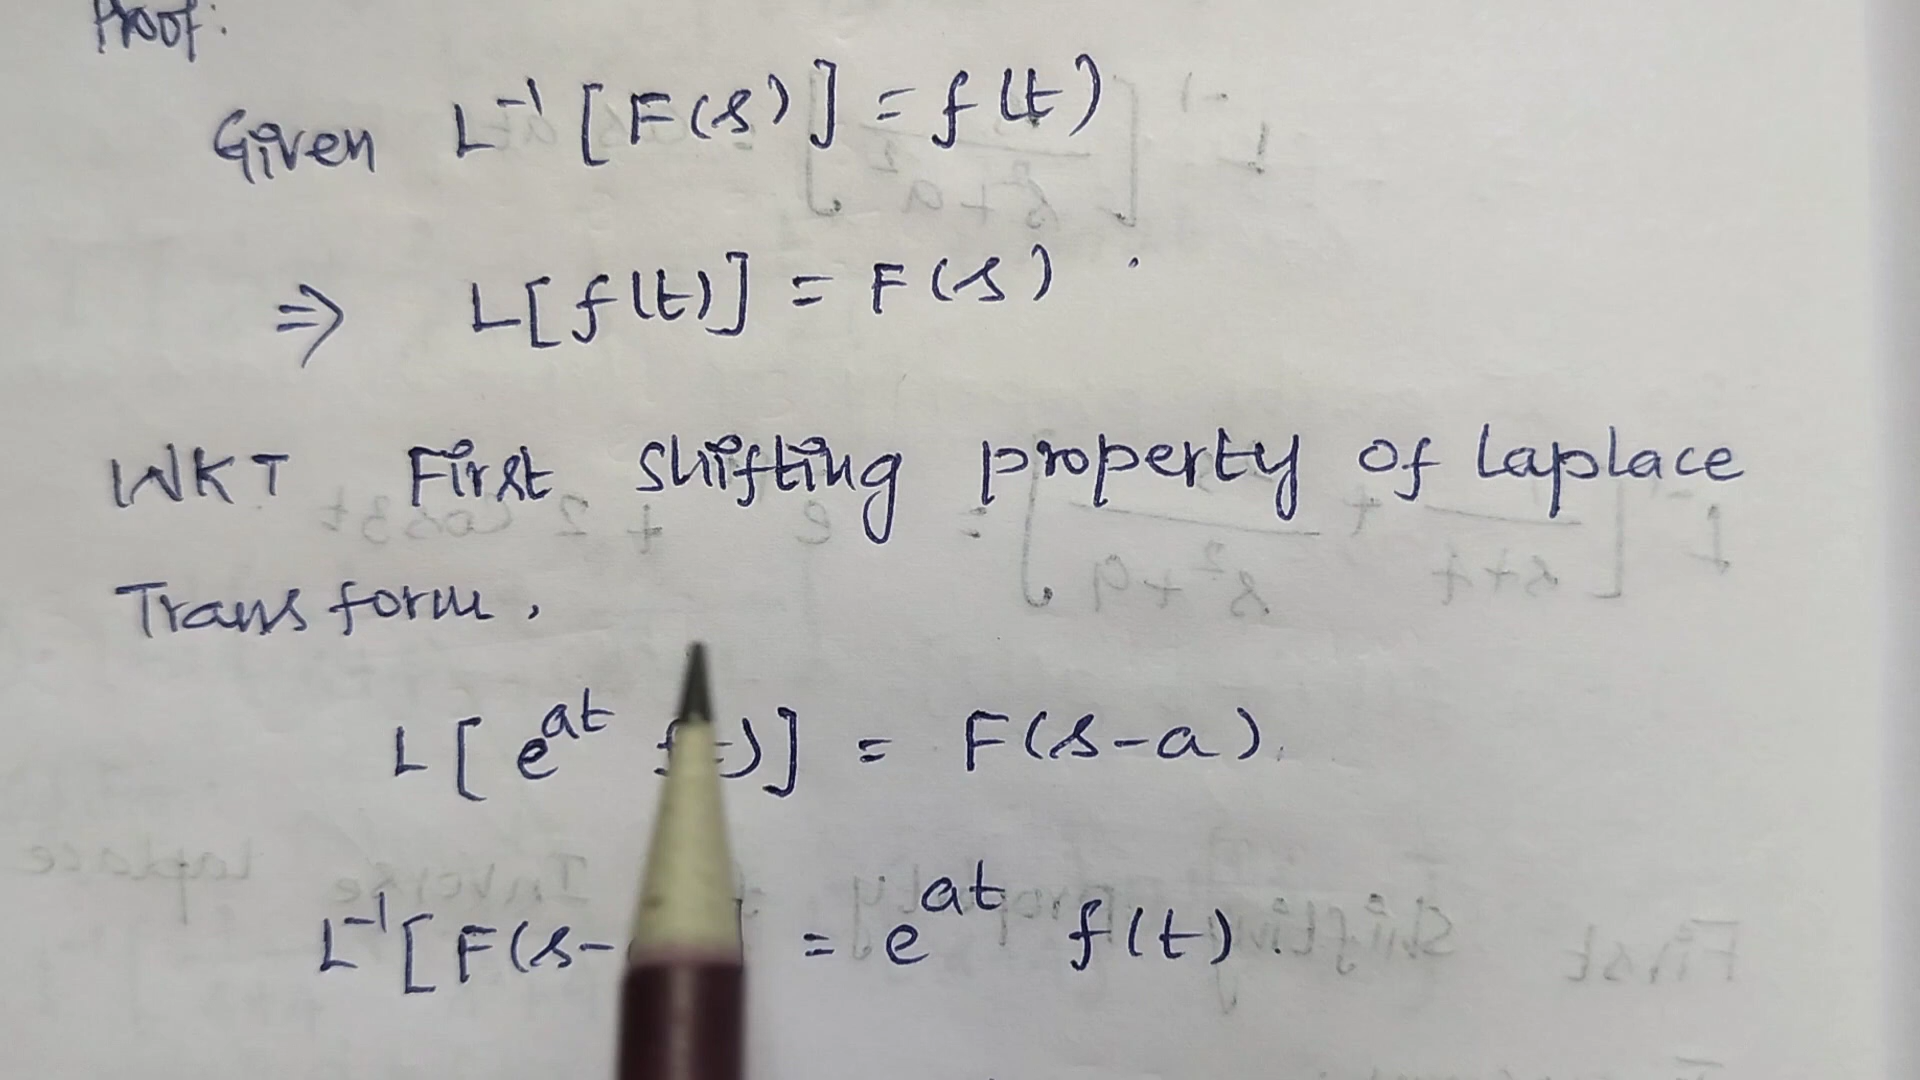 Proof:
Given L⁻¹[F(s)] = f(t)
⇒ L[f(t)] = F(s).
WKT First shifting property of Laplace
Transform,
L[e^{at} )] = F(s-a).
L⁻¹[F(s- ] = e^{at} f(t).